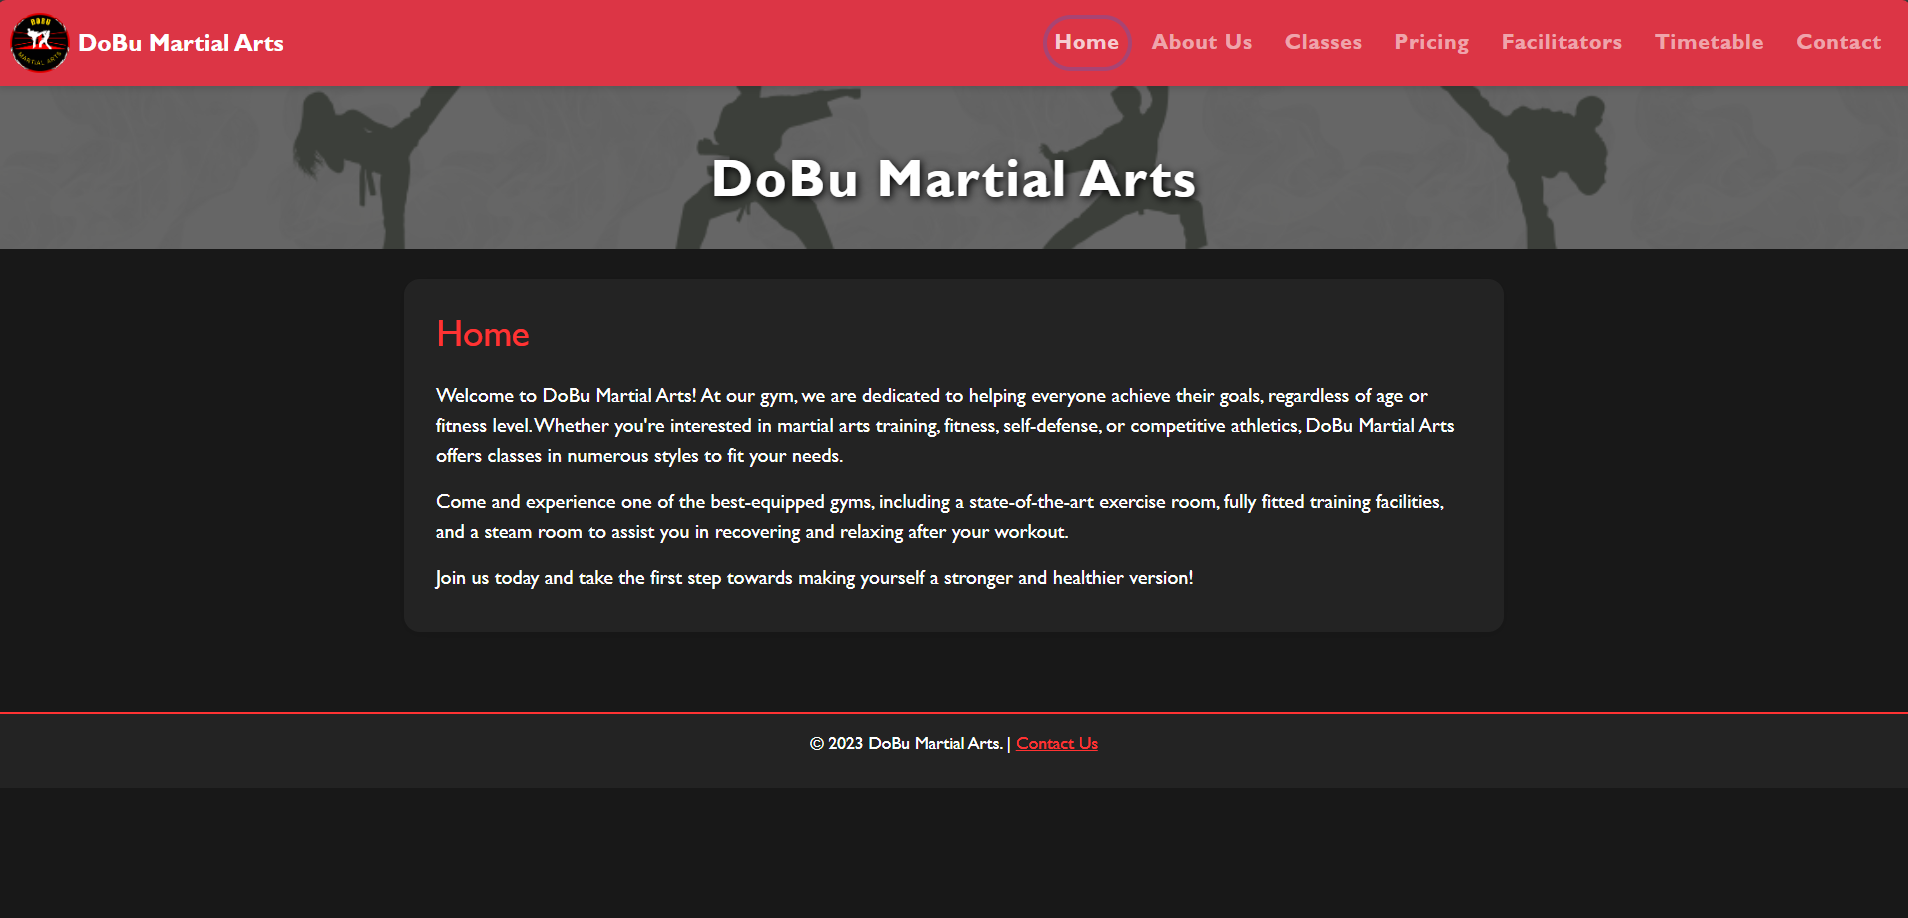 DOBU
MARTIAL ARTS
DoBu Martial Arts
Home About Us Classes Pricing Facilitators Timetable Contact
DoBu Martial Arts
Home
Welcome to DoBu Martial Arts! At our gym, we are dedicated to helping everyone achieve their goals, regardless of age or
fitness level. Whether you're interested in martial arts training, fitness, self-defense, or competitive athletics, DoBu Martial Arts
offers classes in numerous styles to fit your needs.
Come and experience one of the best-equipped gyms, including a state-of-the-art exercise room, fully fitted training facilities,
and a steam room to assist you in recovering and relaxing after your workout.
Join us today and take the first step towards making yourself a stronger and healthier version!
© 2023 DoBu Martial Arts. | Contact Us